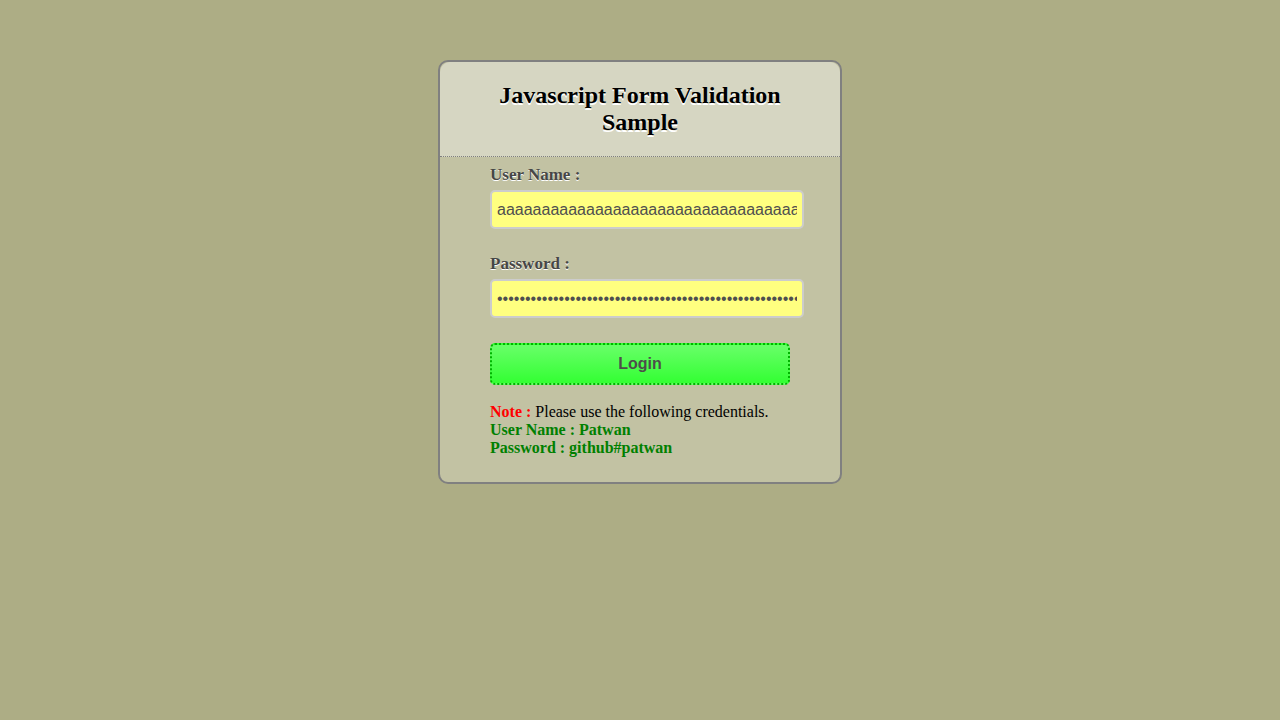 Javascript Form Validation
Sample
User Name :
aaaaaaaaaaaaaaaaaaaaaaaaaaaaaaaaaa
Password :
••••••••••••••••••••••••••••••••••••••••••••••••••••••
Login
Note : Please use the following credentials.
User Name : Patwan
Password : github#patwan